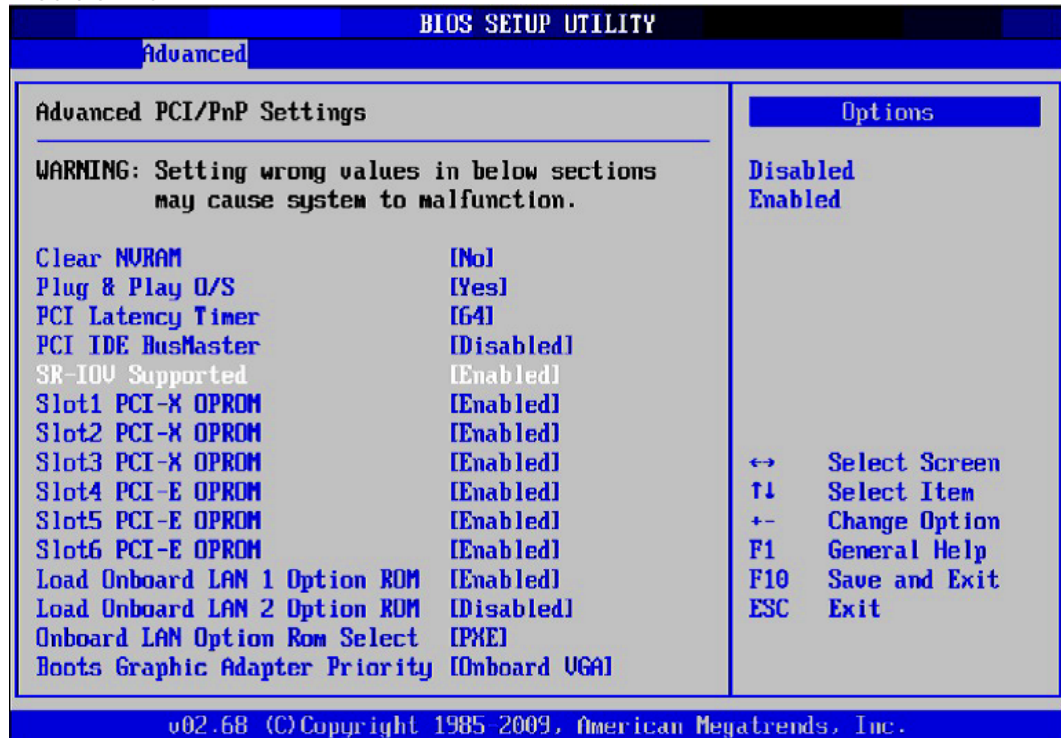 BIOS SETUP UTILITY
Advanced
Advanced PCI/PnP Settings
WARNING: Setting wrong values in below sections
may cause system to malfunction.
Clear NVRAM [No]
Plug & Play O/S [Yes]
PCI Latency Timer [64]
PCI IDE BusMaster [Disabled]
SR-IOV Supported [Enabled]
Slot1 PCI-X OPROM [Enabled]
Slot2 PCI-X OPROM [Enabled]
Slot3 PCI-X OPROM [Enabled]
Slot4 PCI-E OPROM [Enabled]
Slot5 PCI-E OPROM [Enabled]
Slot6 PCI-E OPROM [Enabled]
Load Onboard LAN 1 Option ROM [Enabled]
Load Onboard LAN 2 Option ROM [Disabled]
Onboard LAN Option Rom Select [PXE]
Boots Graphic Adapter Priority [Onboard VGA]
Options
Disabled
Enabled
↔ Select Screen
↑↓ Select Item
+- Change Option
F1 General Help
F10 Save and Exit
ESC Exit
v02.68 (C)Copyright 1985-2009, American Megatrends, Inc.